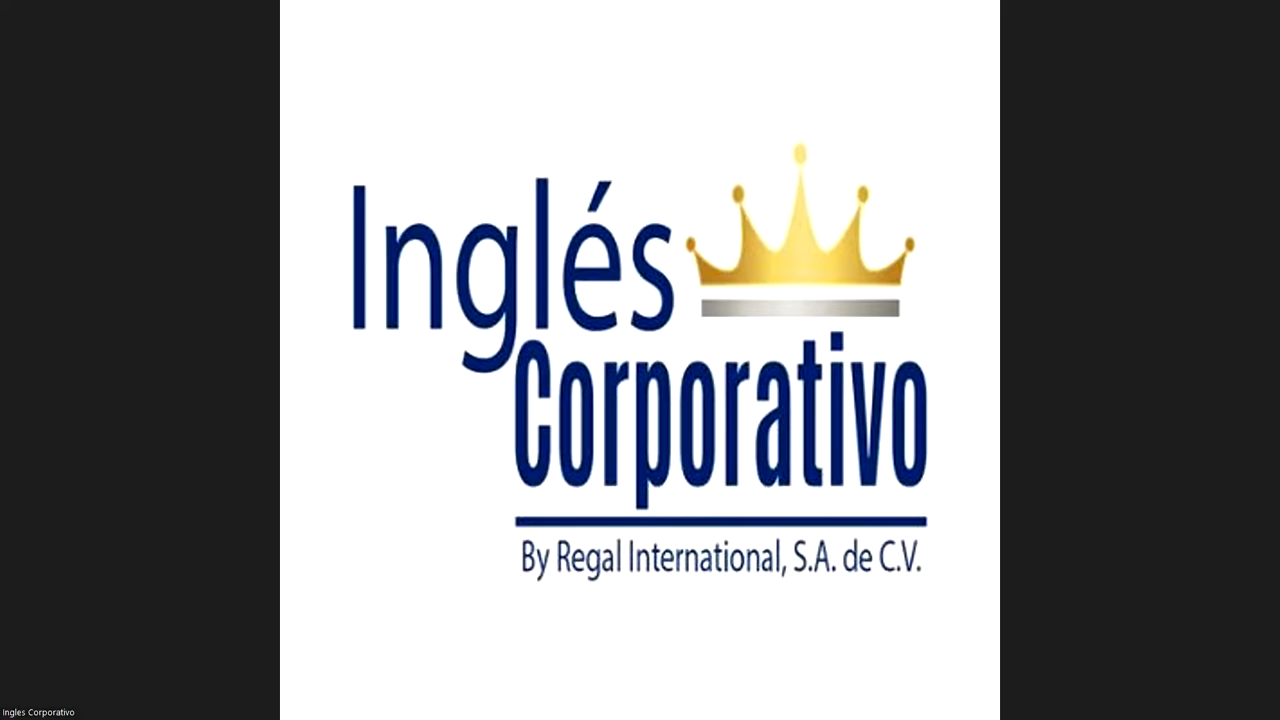 Inglés
Corporativo
By Regal International, S.A. de C.V.
Ingles Corporativo